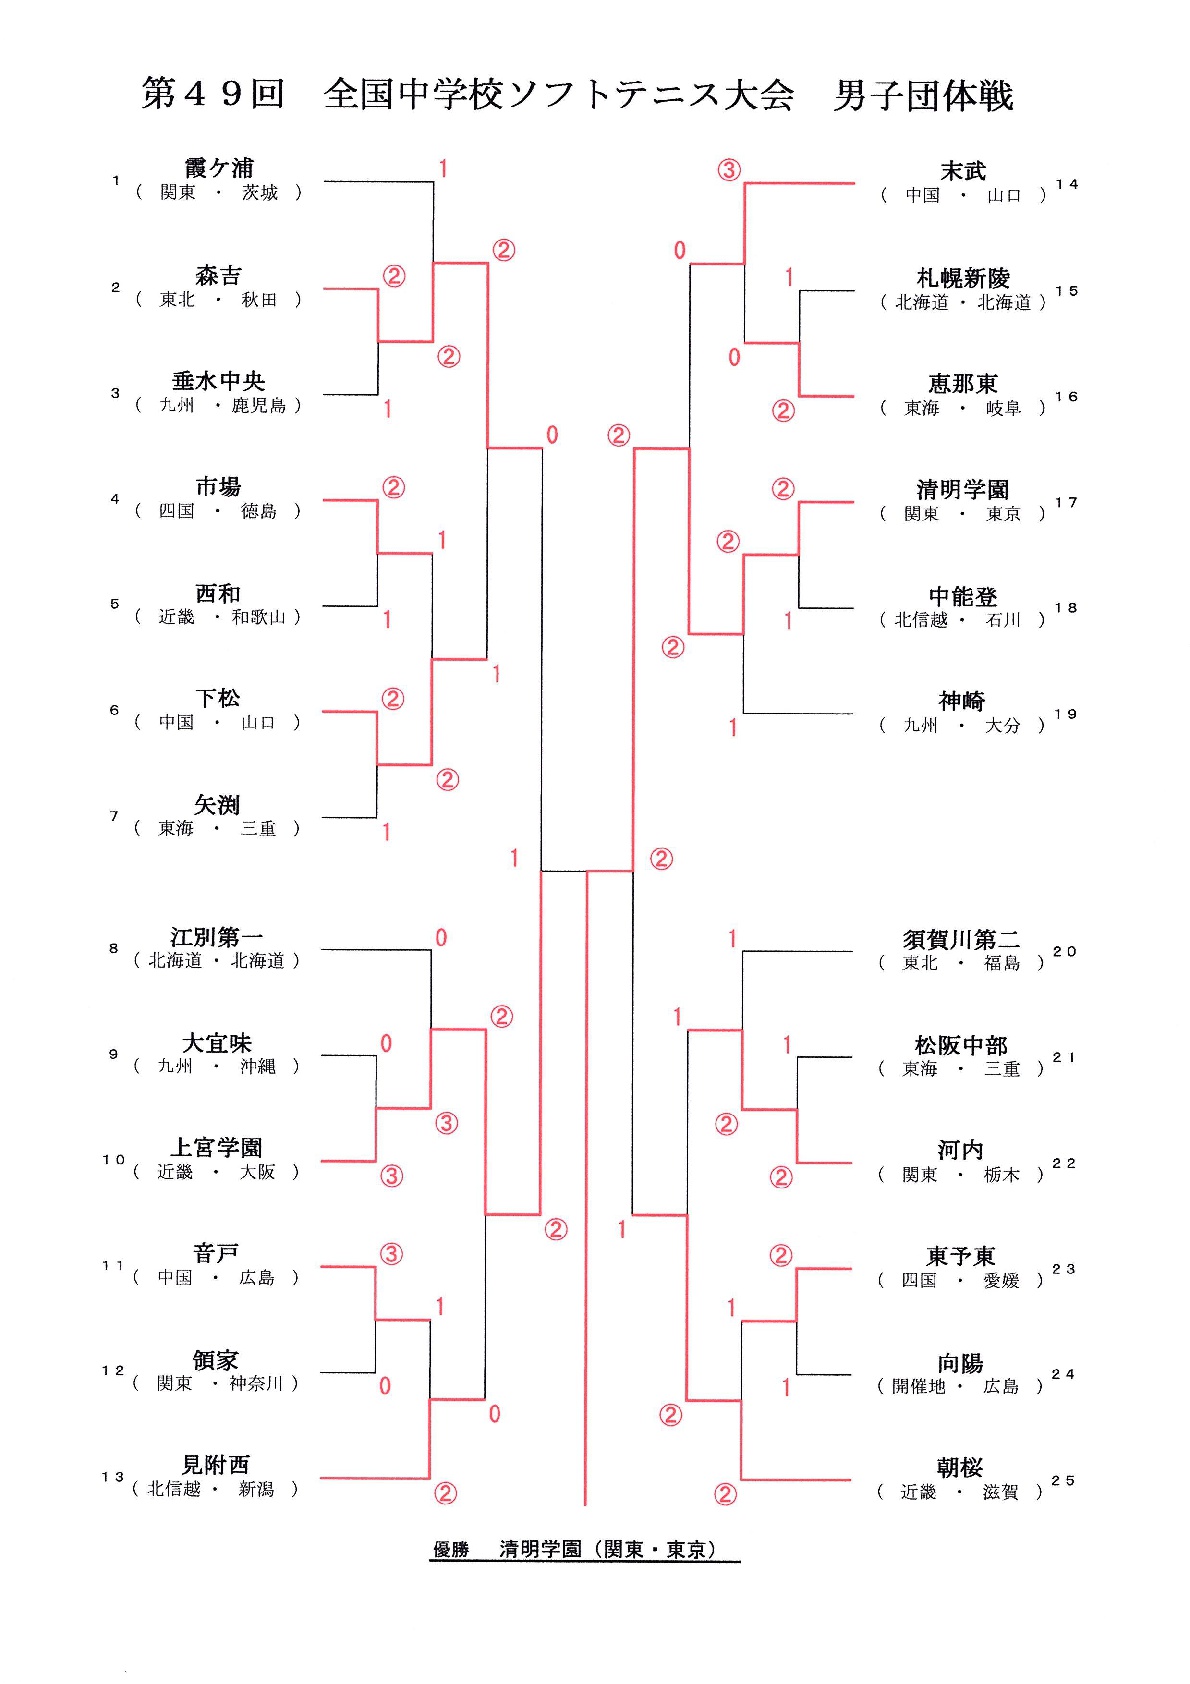 第４９回　全国中学校ソフトテニス大会　男子団体戦
1 霞ケ浦
(　関東　・　茨城　)
1
2 森吉
(　東北　・　秋田　)
②
②
②
3 垂水中央
(　九州　・鹿児島 )
1
0
4 市場
(　四国　・　徳島　)
②
1
5 西和
(　近畿　・和歌山 )
1
1
6 下松
(　中国　・　山口　)
②
②
7 矢渕
(　東海　・　三重　)
1
1
8 江別第一
( 北海道・北海道 )
0
②
9 大宜味
(　九州　・　沖縄　)
0
③
10 上宮学園
(　近畿　・　大阪　)
③
②
11 音戸
(　中国　・　広島　)
③
1
12 領家
(　関東　・神奈川 )
0
0
13 見附西
( 北信越・　新潟　)
②
③
末武 14
(　中国　・　山口　)
0
1
札幌新陵 15
( 北海道・北海道 )
0
②
恵那東 16
(　東海　・　岐阜　)
②
②
清明学園 17
(　関東　・　東京　)
②
1
中能登 18
( 北信越・　石川　)
②
1
神崎 19
(　九州　・　大分　)
②
1
須賀川第二 20
(　東北　・　福島　)
1
1
松阪中部 21
(　東海　・　三重　)
②
②
河内 22
(　関東　・　栃木　)
1
②
東予東 23
(　四国　・　愛媛　)
1
1
向陽 24
( 開催地・　広島　)
②
②
朝桜 25
(　近畿　・　滋賀　)
優勝　清明学園（関東・東京）